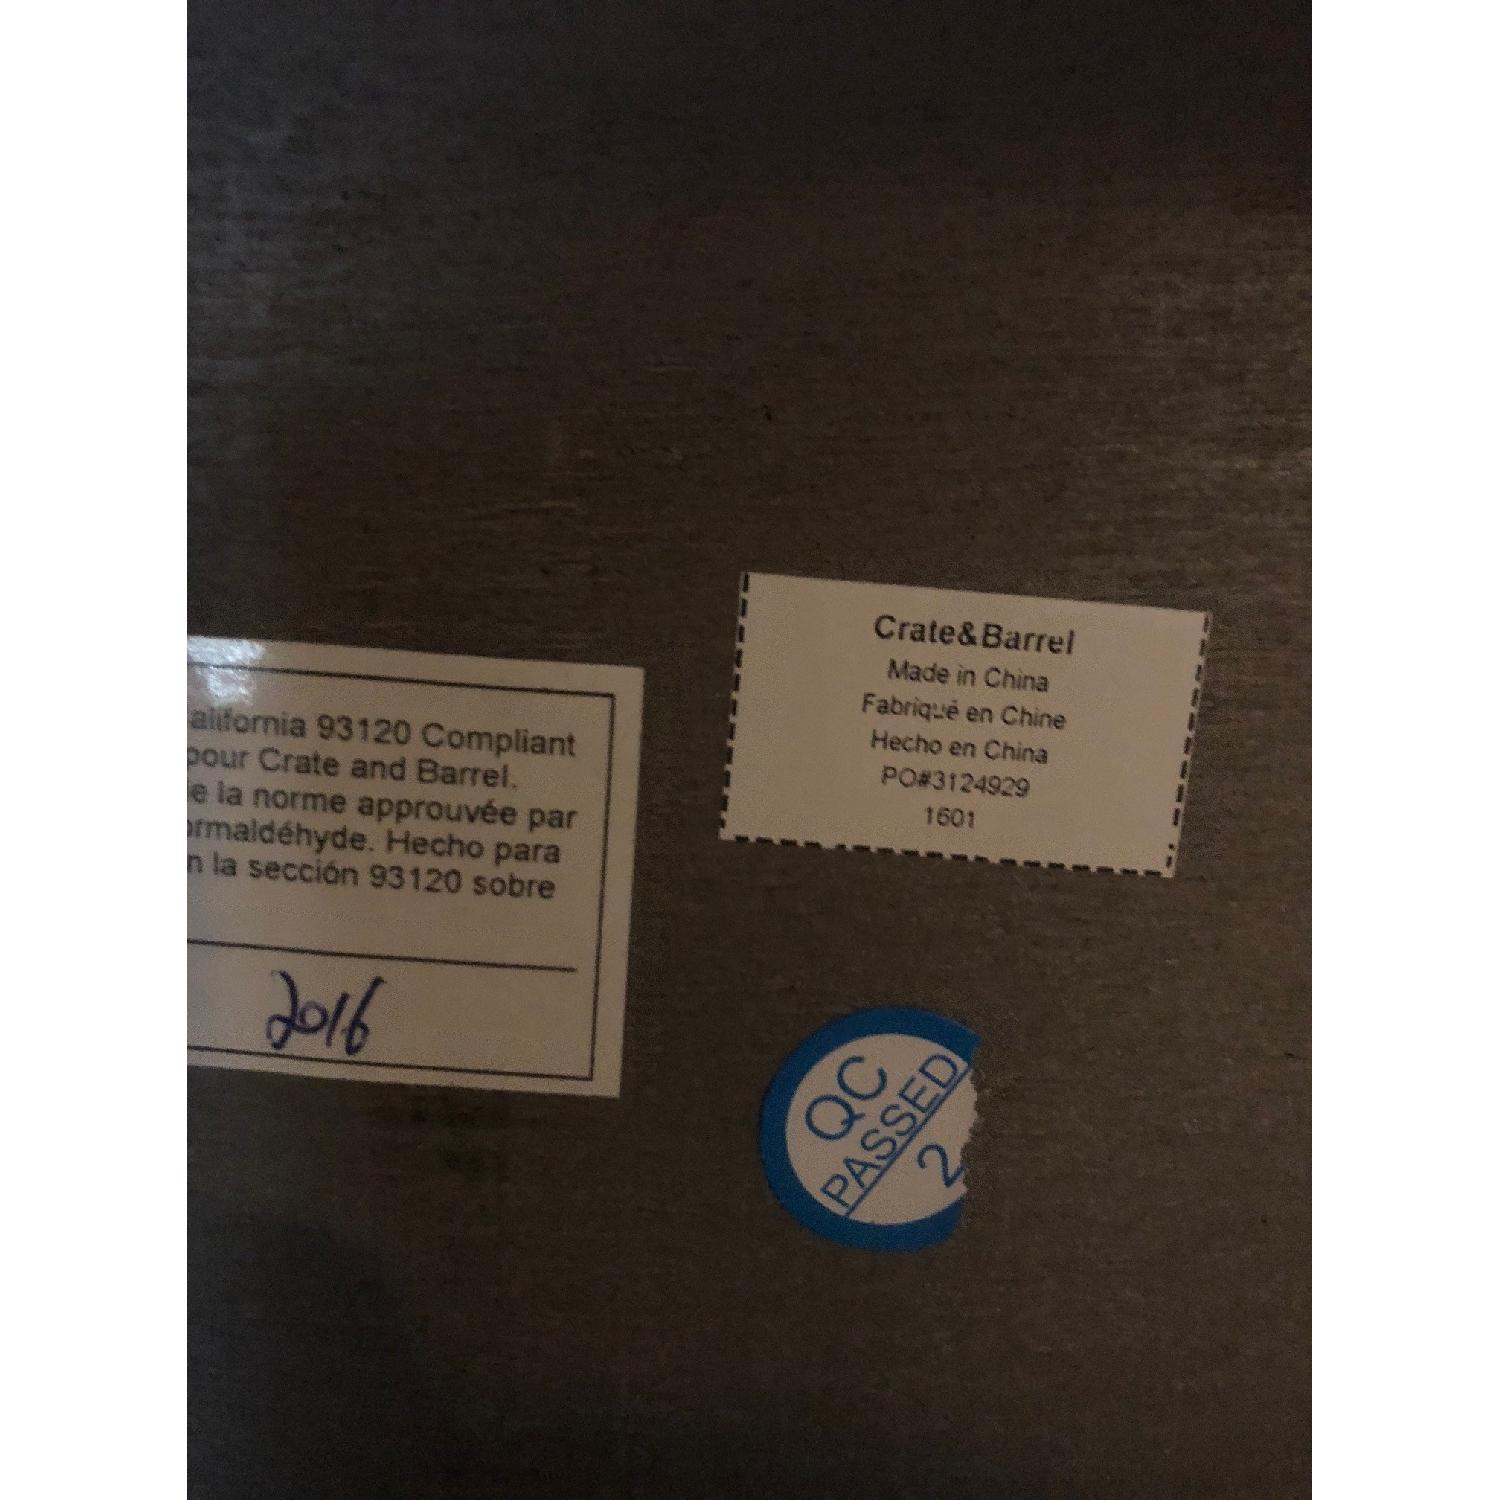 alifornia 93120 Compliant
pour Crate and Barrel.
e la norme approuvée par
ormaldéhyde. Hecho para
n la sección 93120 sobre
2016
Crate&Barrel
Made in China
Fabriqué en Chine
Hecho en China
PO#3124929
1601
QC
PASSED
2